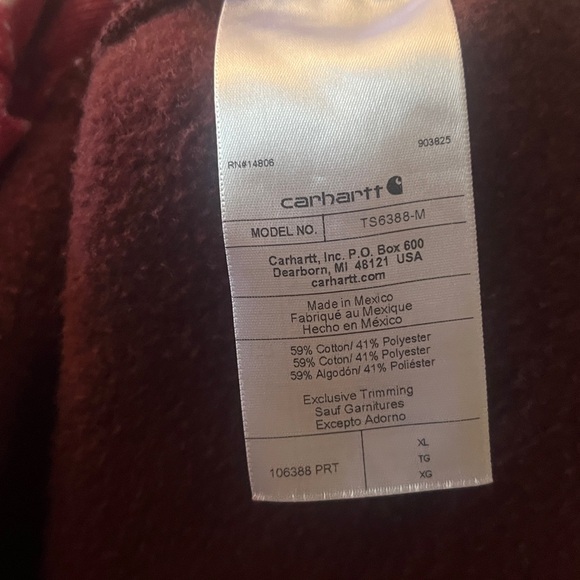 903825
RN#14806
carhartt
MODEL NO. TS6388-M
Carhartt, Inc. P.O. Box 600
Dearborn, MI 48121 USA
carhartt.com
Made in Mexico
Fabriqué au Mexique
Hecho en México
59% Cotton/ 41% Polyester
59% Coton/ 41% Polyester
59% Algodón/ 41% Poliéster
Exclusive Trimming
Sauf Garnitures
Excepto Adorno
106388 PRT
XL
TG
XG